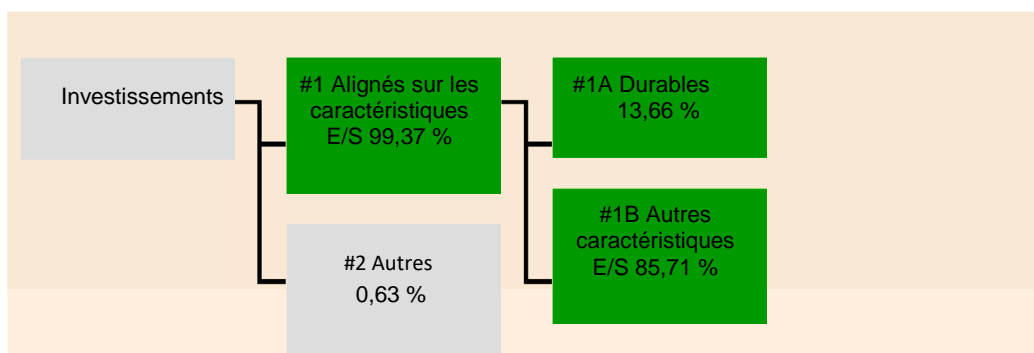 Investissements
#1 Alignés sur les
caractéristiques
E/S 99,37 %
#1A Durables
13,66 %
#1B Autres
caractéristiques
E/S 85,71 %
#2 Autres
0,63 %